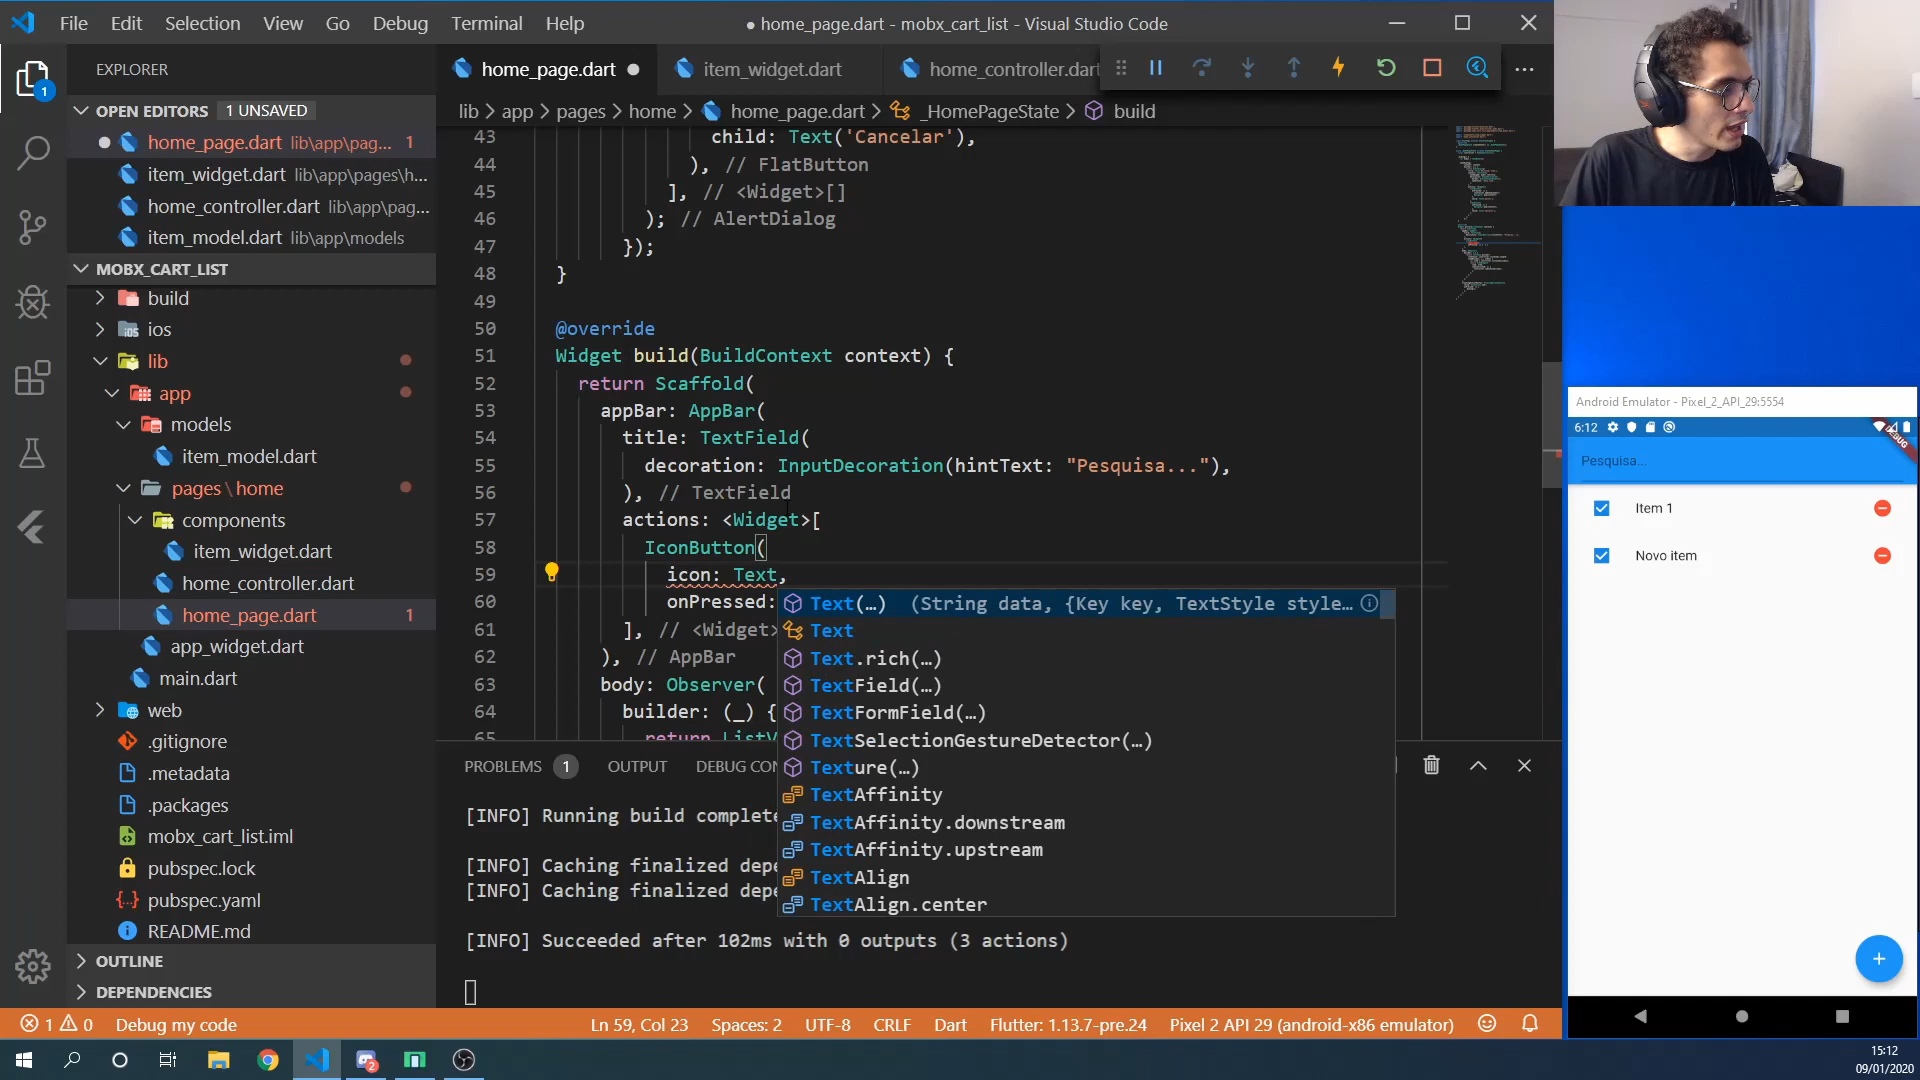 File Edit Selection View Go Debug Terminal Help
● home_page.dart - mobx_cart_list - Visual Studio Code
EXPLORER
OPEN EDITORS 1 UNSAVED
home_page.dart lib\app\pag... 1
item_widget.dart lib\app\pages\h...
home_controller.dart lib\app\pag...
item_model.dart lib\app\models
MOBX_CART_LIST
build
ios
lib
app
models
item_model.dart
pages \ home
components
item_widget.dart
home_controller.dart
home_page.dart 1
app_widget.dart
main.dart
web
.gitignore
.metadata
.packages
mobx_cart_list.iml
pubspec.lock
pubspec.yaml
README.md
OUTLINE
DEPENDENCIES
1
home_page.dart ● item_widget.dart home_controller.dart
lib > app > pages > home > home_page.dart > _HomePageState > build
43 child: Text('Cancelar'),
44 ), // FlatButton
45 ], // <Widget>[]
46 ); // AlertDialog
47 });
48 }
49
50 @override
51 Widget build(BuildContext context) {
52 return Scaffold(
53 appBar: AppBar(
54 title: TextField(
55 decoration: InputDecoration(hintText: "Pesquisa..."),
56 ), // TextField
57 actions: <Widget>[
58 IconButton(
59 icon: Text,
60 onPressed:
61 ], // <Widget>
62 ), // AppBar
63 body: Observer(
64 builder: (_) {
65 return ListV
Text(…) (String data, {Key key, TextStyle style…
Text
Text.rich(…)
TextField(…)
TextFormField(…)
TextSelectionGestureDetector(…)
Texture(…)
TextAffinity
TextAffinity.downstream
TextAffinity.upstream
TextAlign
TextAlign.center
PROBLEMS 1 OUTPUT DEBUG CON
[INFO] Running build complete
[INFO] Caching finalized depe
[INFO] Caching finalized depe
[INFO] Succeeded after 102ms with 0 outputs (3 actions)
1 0 Debug my code
Ln 59, Col 23 Spaces: 2 UTF-8 CRLF Dart Flutter: 1.13.7-pre.24 Pixel 2 API 29 (android-x86 emulator)
Android Emulator - Pixel_2_API_29:5554
6:12
DEBUG
Pesquisa...
Item 1
Novo item
+
2
15:12
09/01/2020